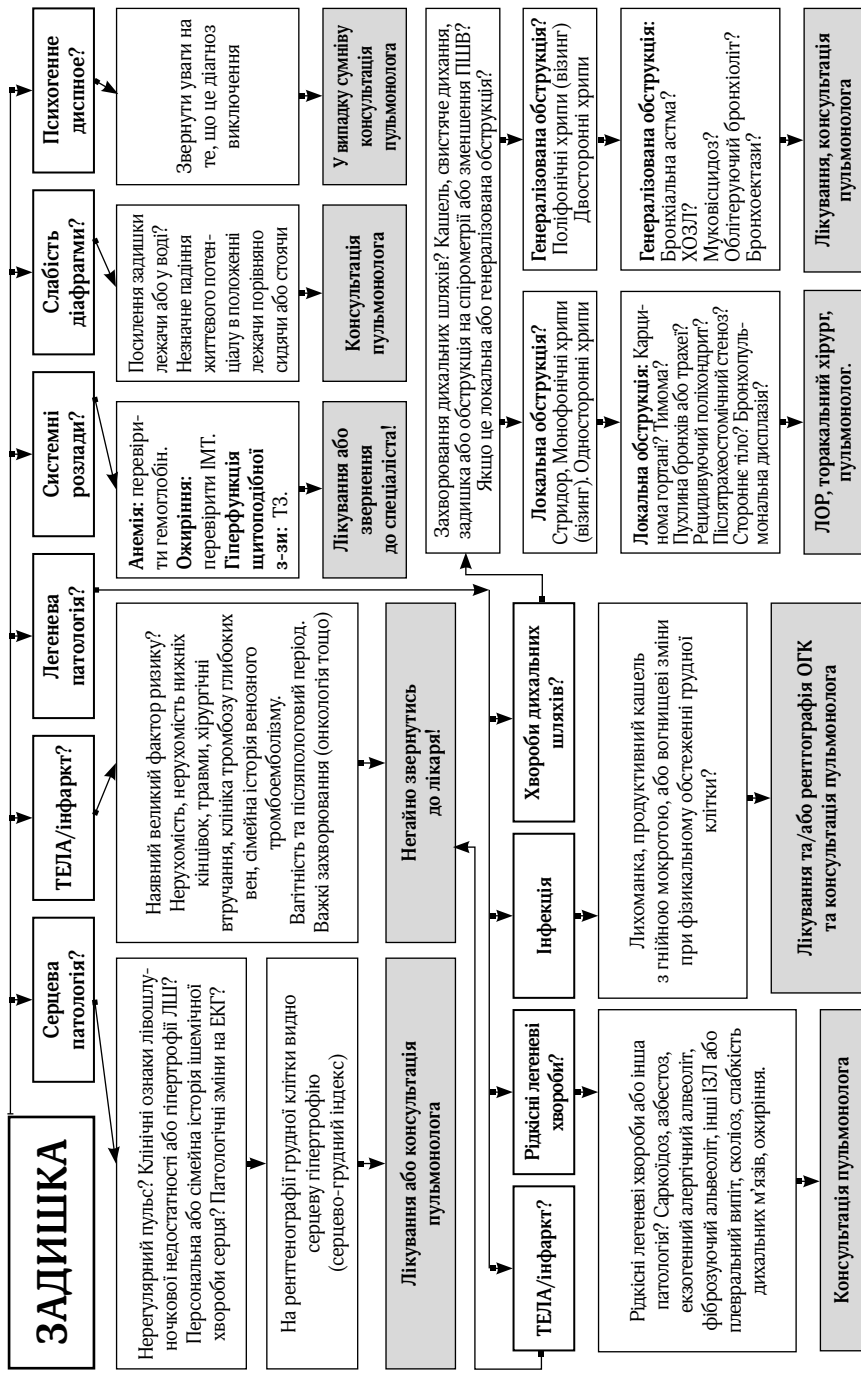 ЗАДИШКА
Серцева
патологія?
ТЕЛА/інфаркт?
Легенева
патологія?
Системні
розлади?
Слабість
діафрагми?
Психогенне
диспное?
Нерегулярний пульс? Клінічні ознаки лівошлу-
ночкової недостатності або гіпертрофії ЛШ?
Персональна або сімейна історія ішемічної
хвороби серця? Патологічні зміни на ЕКГ?
На рентгенографії грудної клітки видно
серцеву гіпертрофію
(серцево-грудний індекс)
Лікування або консультація
пульмонолога
Наявний великий фактор ризику?
Нерухомість, нерухомість нижніх
кінцівок, травми, хірургічні
втручання, клініка тромбозу глибоких
вен, сімейна історія венозного
тромбоемболізму.
Вагітність та післяпологовий період.
Важкі захворювання (онкологія тощо)
Негайно звернутись
до лікаря!
Анемія: перевіри-
ти гемоглобін.
Ожиріння:
перевірити ІМТ.
Гіперфункція
щитоподібної
з-зи: ТЗ.
Лікування або
звернення
до спеціаліста!
Посилення задишки
лежачи або у воді?
Незначне падіння
життєвого потен-
ціалу в положенні
лежачи порівняно
сидячи або стоячи
Консультація
пульмонолога
Звернути уваги на
те, що це діагноз
виключення
У випадку сумніву
консультація
пульмонолога
ТЕЛА/інфаркт?
Рідкісні легеневі
хвороби?
Інфекція
Хвороби дихальних
шляхів?
Рідкісні легеневі хвороби або інша
патологія? Саркоїдоз, азбестоз,
екзогенний алергічний алвеоліт,
фіброзуючий альвеоліт, інші ІЗЛ або
плевральний випіт, сколіоз, слабкість
дихальних м’язів, ожиріння.
Консультація пульмонолога
Лихоманка, продуктивний кашель
з гнійною мокротою, або вогнищеві зміни
при фізикальному обстеженні грудної
клітки?
Лікування та/або рентгографія ОГК
та консультація пульмонолога
Захворювання дихальних шляхів? Кашель, свистяче дихання,
задишка або обструкція на спірометрії або зменшення ПШВ?
Якщо це локальна або генералізована обструкція?
Локальна обструкція?
Стридор, Монофонічні хрипи
(візинг). Односторонні хрипи
Генералізована обструкція?
Поліфонічні хрипи (візинг)
Двосторонні хрипи
Локальна обструкція: Карци-
нома гортані? Тимома?
Пухлина бронхів або трахеї?
Рецидивуючий поліхондрит?
Післятрахеостомічний стеноз?
Стороннє тіло? Бронхопуль-
мональна дисплазія?
Генералізована обструкція:
Бронхіальна астма?
ХОЗЛ?
Муковісцидоз?
Облітеруючий бронхіоліт?
Бронхоектази?
ЛОР, торакальний хірург,
пульмонолог.
Лікування, консультація
пульмонолога